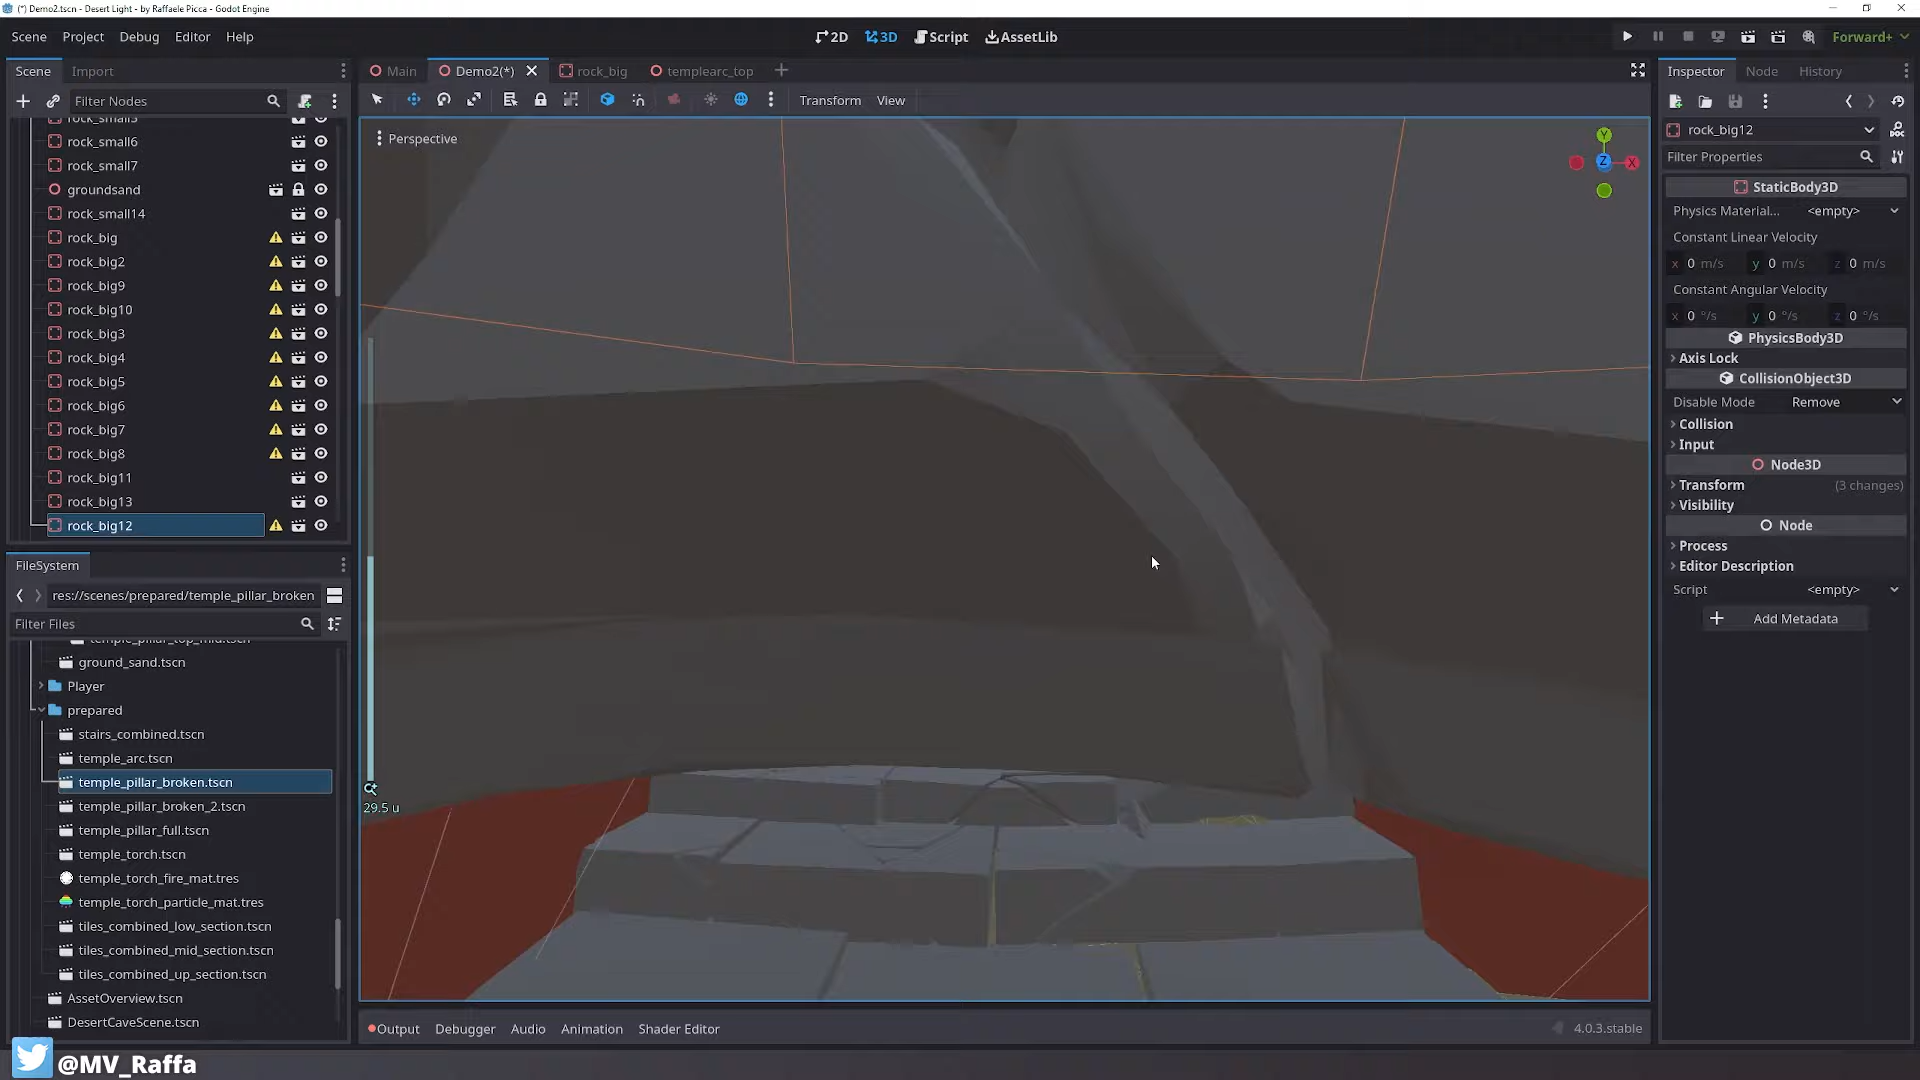 (*) Demo2.tscn - Desert Light - by Raffaele Picca - Godot Engine
Scene Project Debug Editor Help
2D 3D Script AssetLib
Forward+
Scene Import
Main Demo2(*) rock_big templearc_top
Inspector Node History
Filter Nodes
Transform View
rock_big12
Filter Properties
Perspective
Y
Z
X
rock_small5
rock_small6
rock_small7
groundsand
rock_small14
rock_big
rock_big2
rock_big9
rock_big10
rock_big3
rock_big4
rock_big5
rock_big6
rock_big7
rock_big8
rock_big11
rock_big13
rock_big12
StaticBody3D
Physics Material... <empty>
Constant Linear Velocity
x 0 m/s y 0 m/s z 0 m/s
Constant Angular Velocity
x 0 °/s y 0 °/s z 0 °/s
PhysicsBody3D
Axis Lock
CollisionObject3D
Disable Mode Remove
Collision
Input
Node3D
Transform (3 changes)
Visibility
Node
Process
Editor Description
Script <empty>
Add Metadata
FileSystem
res://scenes/prepared/temple_pillar_broken
Filter Files
temple_pillar_top_mid.tscn
ground_sand.tscn
Player
prepared
stairs_combined.tscn
temple_arc.tscn
temple_pillar_broken.tscn
temple_pillar_broken_2.tscn
temple_pillar_full.tscn
temple_torch.tscn
temple_torch_fire_mat.tres
temple_torch_particle_mat.tres
tiles_combined_low_section.tscn
tiles_combined_mid_section.tscn
tiles_combined_up_section.tscn
AssetOverview.tscn
DesertCaveScene.tscn
29.5 u
Output Debugger Audio Animation Shader Editor
4.0.3.stable
@MV_Raffa